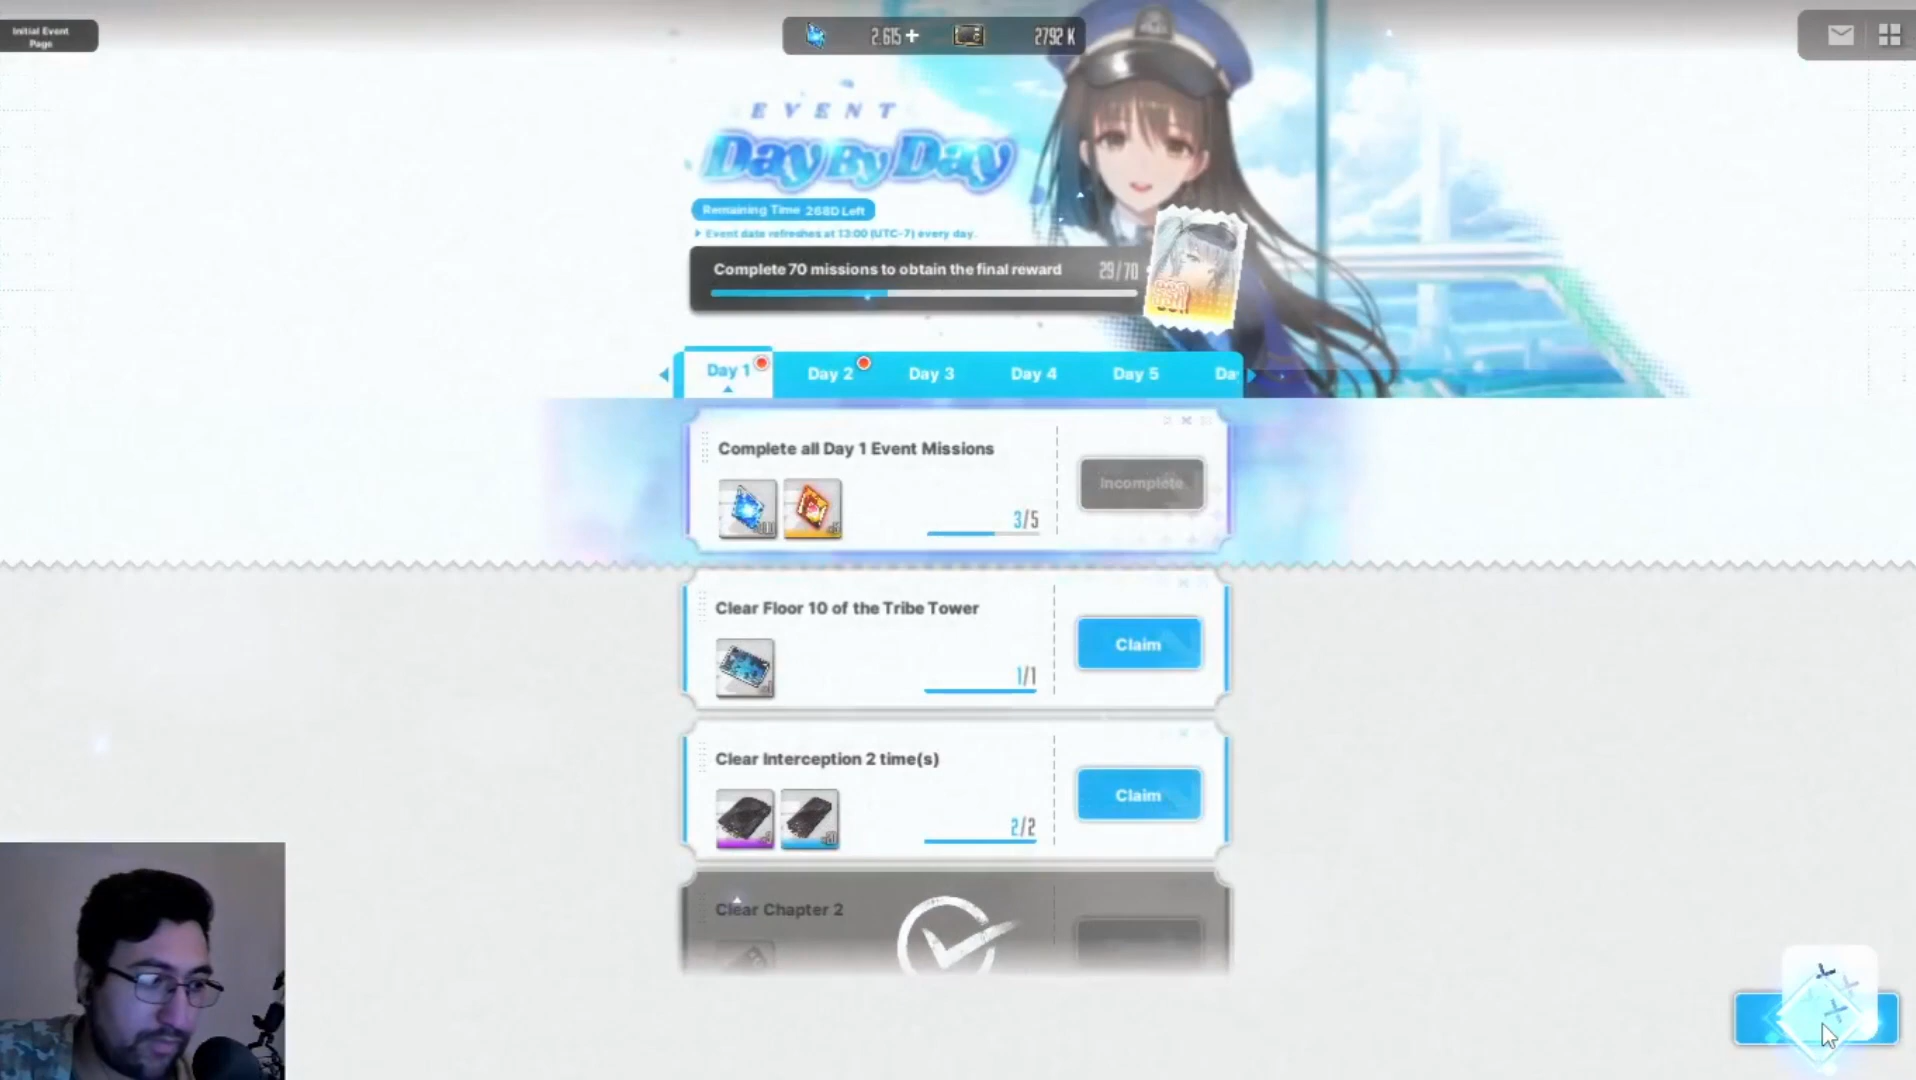 Initial Event
Page
2.615 +
2792 K
EVENT
Day By Day
Remaining Time 268D Left
Event date refreshes at 13:00 (UTC-7) every day.
Complete 70 missions to obtain the final reward
29/70
Day 1
Day 2
Day 3
Day 4
Day 5
Da
Complete all Day 1 Event Missions
Incomplete
3/5
Clear Floor 10 of the Tribe Tower
Claim
1/1
Clear Interception 2 time(s)
Claim
2/2
Clear Chapter 2